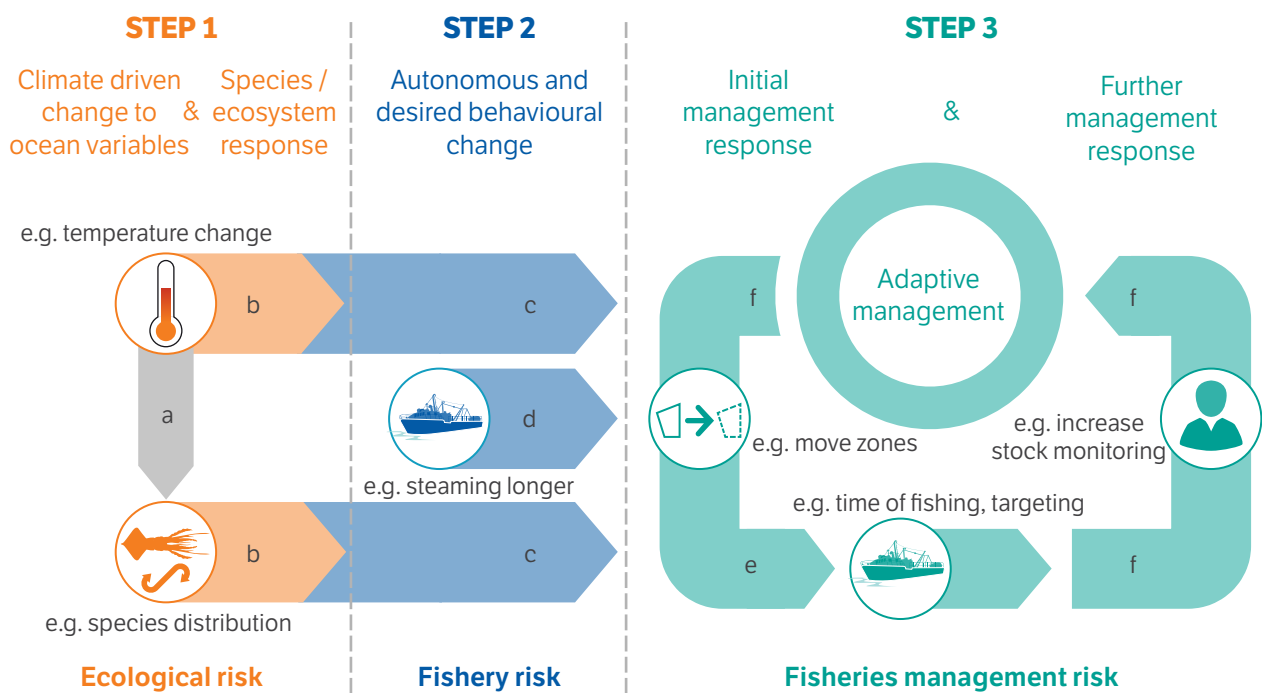 STEP 1
Climate driven
change to
ocean variables
&
Species /
ecosystem
response
e.g. temperature change
b
a
b
e.g. species distribution
Ecological risk
STEP 2
Autonomous and
desired behavioural
change
c
d
e.g. steaming longer
c
Fishery risk
STEP 3
Initial
management
response
&
Further
management
response
Adaptive
management
f
f
e.g. move zones
e.g. increase
stock monitoring
e.g. time of fishing, targeting
e
f
Fisheries management risk